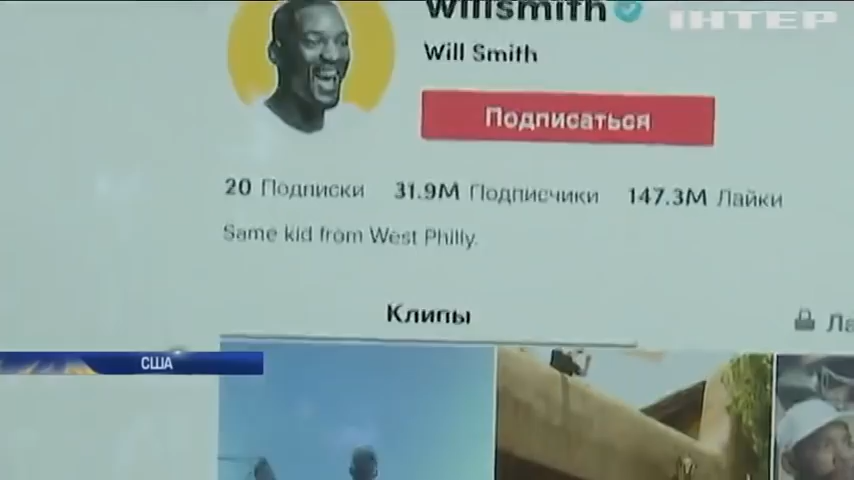 willsmith
ІНТЕР
Will Smith
Подписаться
20 Подписки 31.9M Подписчики 147.3M Лайки
Same kid from West Philly.
Клипы
США